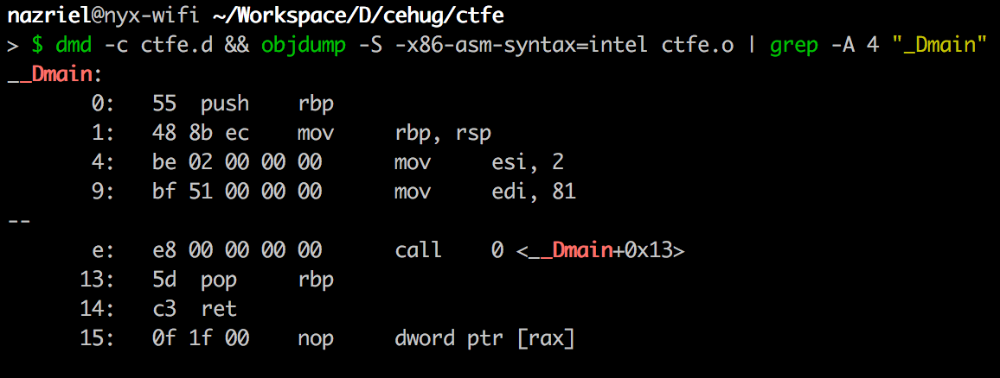 nazriel@nyx-wifi ~/Workspace/D/cehug/ctfe
> $ dmd -c ctfe.d && objdump -S -x86-asm-syntax=intel ctfe.o | grep -A 4 "_Dmain"
__Dmain:
0: 55 push rbp
1: 48 8b ec mov rbp, rsp
4: be 02 00 00 00 mov esi, 2
9: bf 51 00 00 00 mov edi, 81
--
e: e8 00 00 00 00 call 0 <__Dmain+0x13>
13: 5d pop rbp
14: c3 ret
15: 0f 1f 00 nop dword ptr [rax]